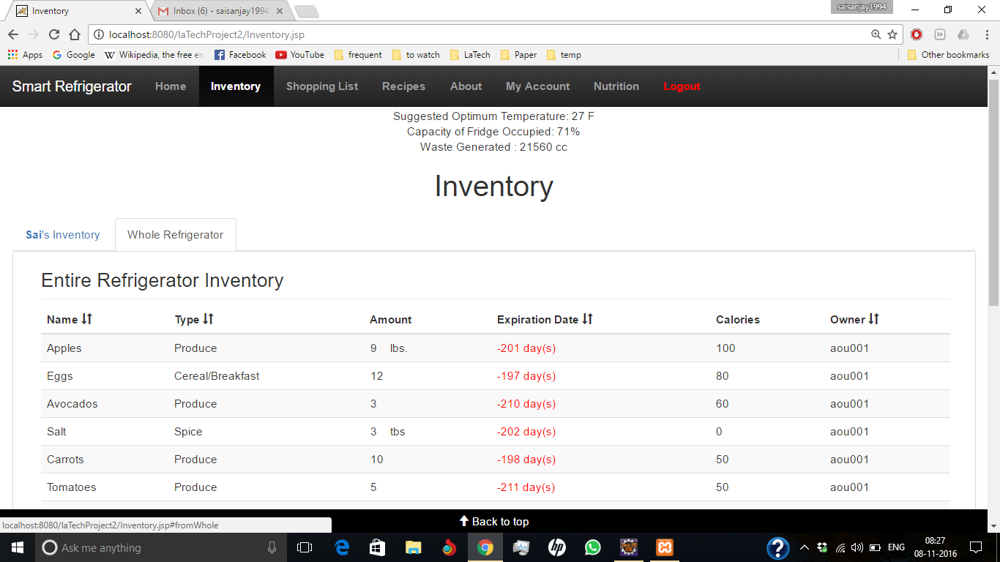 Inventory
Inbox (6) - saisanjay1994
saisanjay1994
localhost:8080/laTechProject2/Inventory.jsp
Apps Google Wikipedia, the free en Facebook YouTube frequent to watch LaTech Paper temp Other bookmarks
Smart Refrigerator Home Inventory Shopping List Recipes About My Account Nutrition Logout
Suggested Optimum Temperature: 27 F
Capacity of Fridge Occupied: 71%
Waste Generated : 21560 cc
Inventory
Sai's Inventory Whole Refrigerator
Entire Refrigerator Inventory
Name Type Amount Expiration Date Calories Owner
Apples Produce 9 lbs. -201 day(s) 100 aou001
Eggs Cereal/Breakfast 12 -197 day(s) 80 aou001
Avocados Produce 3 -210 day(s) 60 aou001
Salt Spice 3 tbs -202 day(s) 0 aou001
Carrots Produce 10 -198 day(s) 50 aou001
Tomatoes Produce 5 -211 day(s) 50 aou001
localhost:8080/laTechProject2/Inventory.jsp#fromWhole
Back to top
Ask me anything
ENG
08:27
08-11-2016